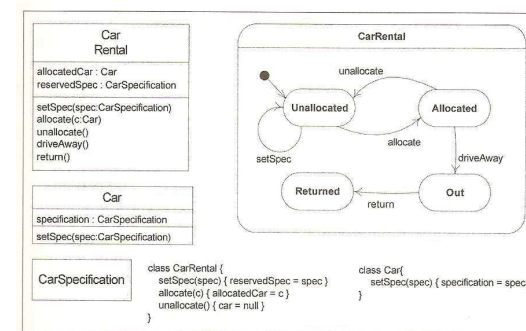 Car
Rental
allocatedCar : Car
reservedSpec : CarSpecification
setSpec(spec:CarSpecification)
allocate(c:Car)
unallocate()
driveAway()
return()
Car
specification : CarSpecification
setSpec(spec:CarSpecification)
CarSpecification
CarRental
unallocate
Unallocated
Allocated
setSpec
allocate
driveAway
Returned
Out
return
class CarRental {
setSpec(spec) { reservedSpec = spec }
allocate(c) { allocatedCar = c }
unallocate() { car = null }
}
class Car{
setSpec(spec) { specification = spec
}